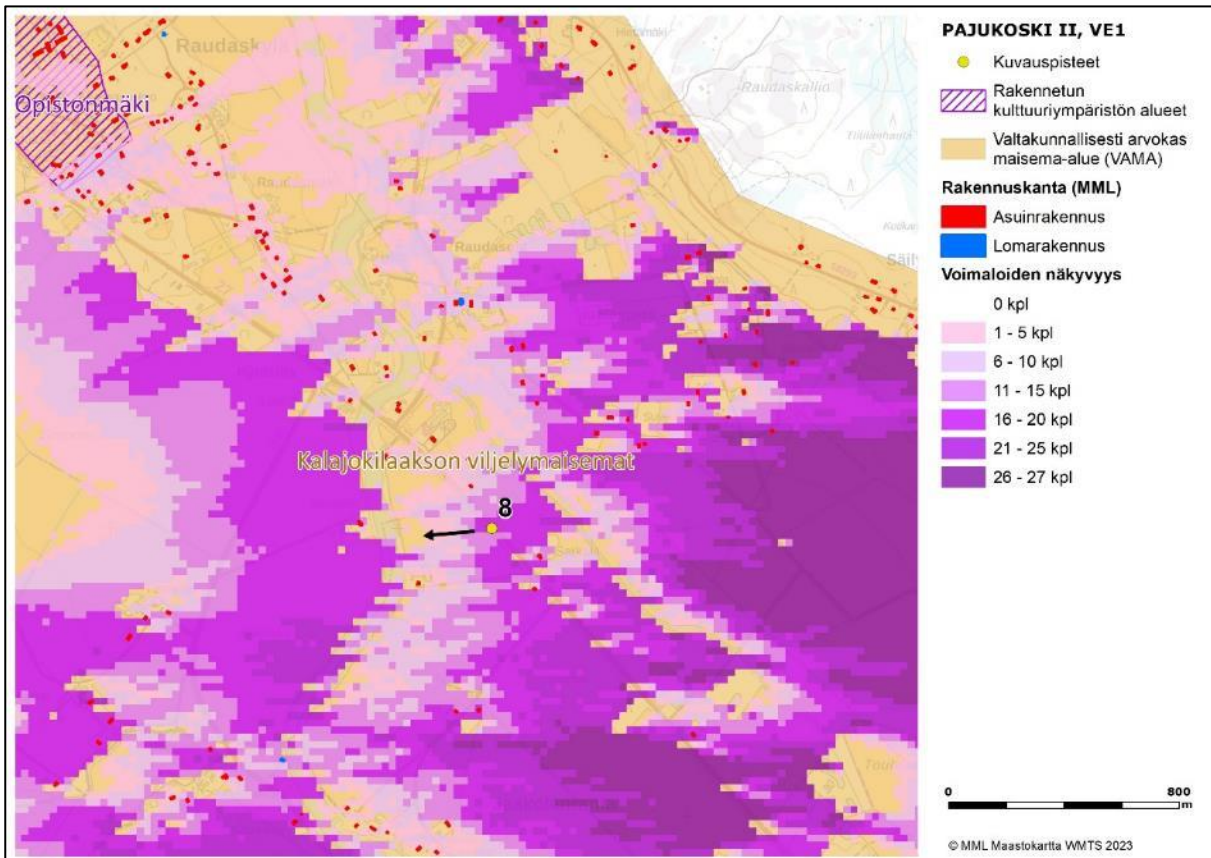 Raudaskylä
Opistonmäki
Raudaskallio
Kalajokilaakson viljelymaisemat
8
PAJUKOSKI II, VE1
Kuvauspisteet
Rakennetun
kulttuuriympäristön alueet
Valtakunnallisesti arvokas
maisema-alue (VAMA)
Rakennuskanta (MML)
Asuinrakennus
Lomarakennus
Voimaloiden näkyvyys
0 kpl
1 - 5 kpl
6 - 10 kpl
11 - 15 kpl
16 - 20 kpl
21 - 25 kpl
26 - 27 kpl
0 800
m
© MML Maastokartta WMTS 2023